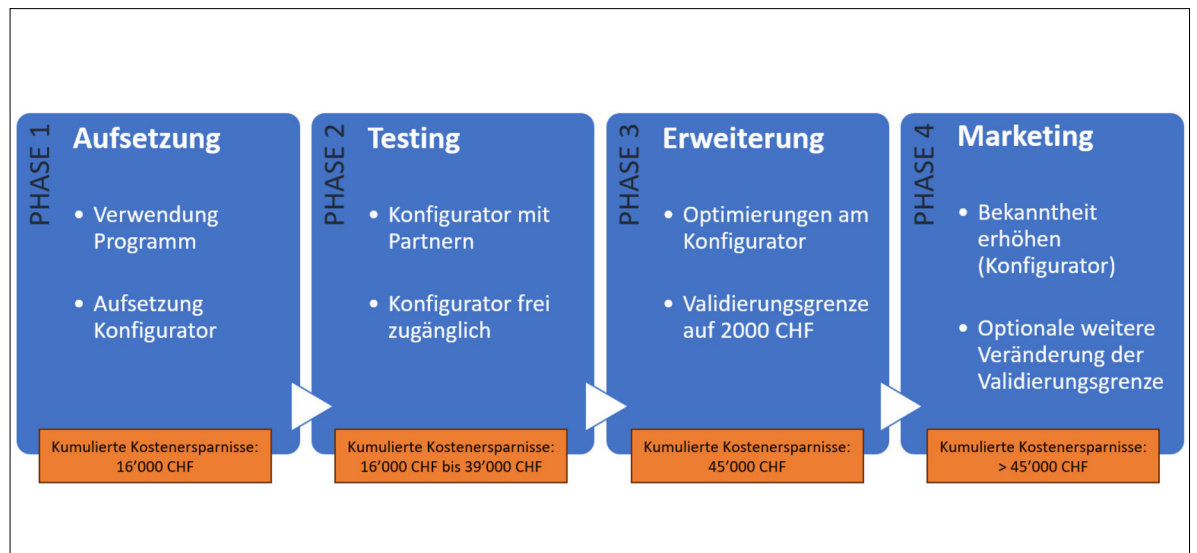 PHASE 1
Aufsetzung
• Verwendung
Programm
• Aufsetzung
Konfigurator
Kumulierte Kostenersparnisse:
16’000 CHF
PHASE 2
Testing
• Konfigurator mit
Partnern
• Konfigurator frei
zugänglich
Kumulierte Kostenersparnisse:
16’000 CHF bis 39’000 CHF
PHASE 3
Erweiterung
• Optimierungen am
Konfigurator
• Validierungsgrenze
auf 2000 CHF
Kumulierte Kostenersparnisse:
45’000 CHF
PHASE 4
Marketing
• Bekanntheit
erhöhen
(Konfigurator)
• Optionale weitere
Veränderung der
Validierungsgrenze
Kumulierte Kostenersparnisse:
> 45’000 CHF